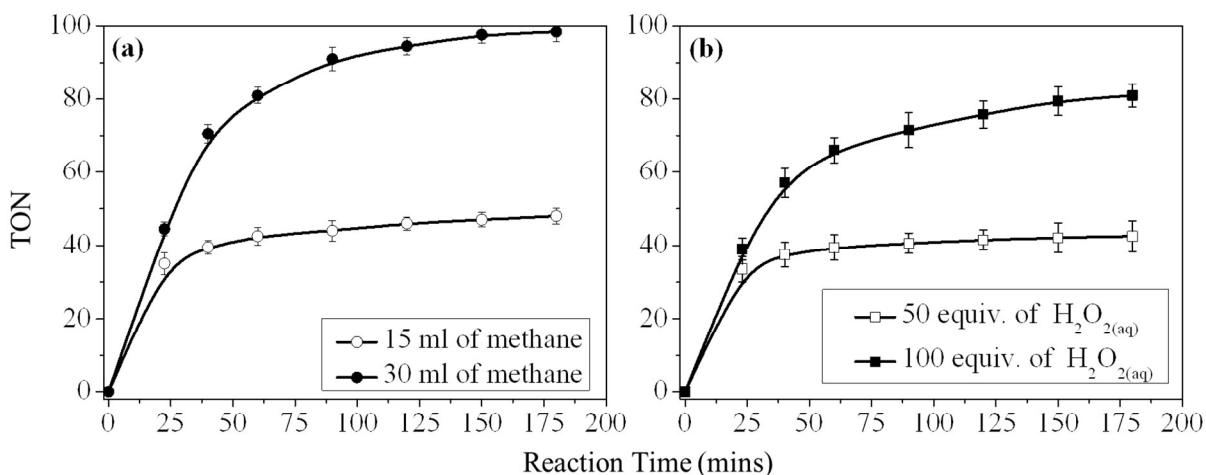 (a)
TON
100
80
60
40
20
0
15 ml of methane
30 ml of methane
0 25 50 75 100 125 150 175 200
(b)
100
80
60
40
20
0
50 equiv. of H₂O₂(aq)
100 equiv. of H₂O₂(aq)
0 25 50 75 100 125 150 175 200
Reaction Time (mins)